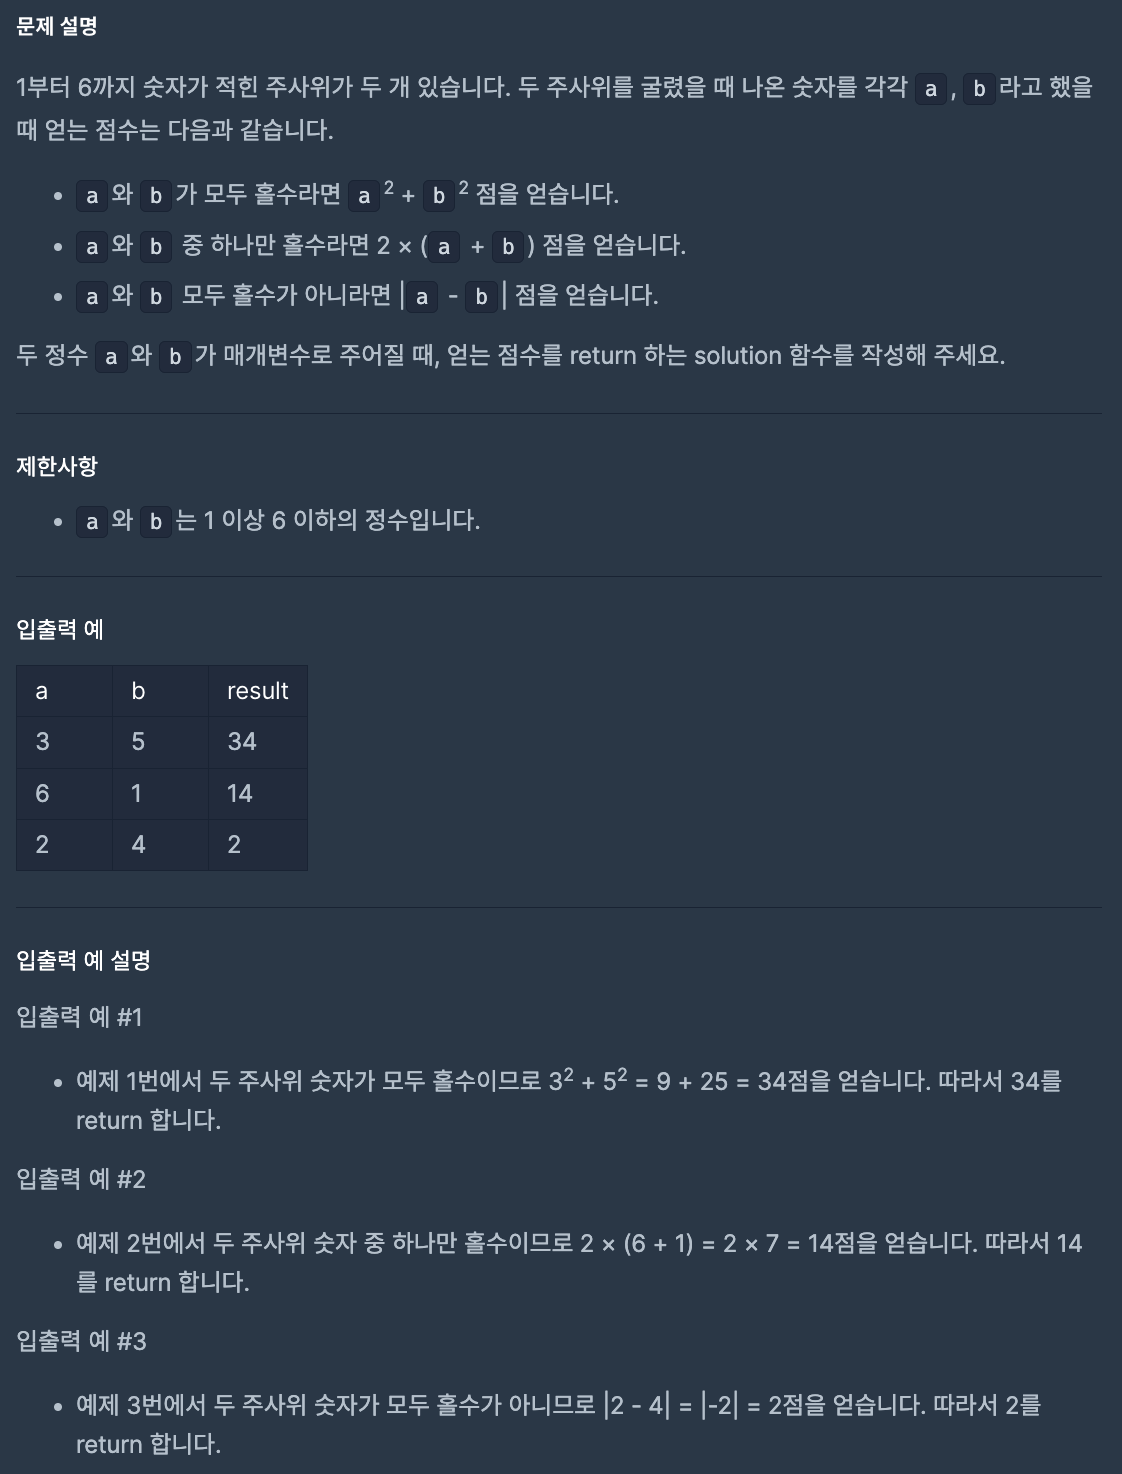 문제 설명
1부터 6까지 숫자가 적힌 주사위가 두 개 있습니다. 두 주사위를 굴렸을 때 나온 숫자를 각각 a, b라고 했을
때 얻는 점수는 다음과 같습니다.
• a와 b가 모두 홀수라면 a² + b² 점을 얻습니다.
• a와 b 중 하나만 홀수라면 2 × (a + b) 점을 얻습니다.
• a와 b 모두 홀수가 아니라면 |a - b| 점을 얻습니다.
두 정수 a와 b가 매개변수로 주어질 때, 얻는 점수를 return 하는 solution 함수를 작성해 주세요.
제한사항
• a와 b는 1 이상 6 이하의 정수입니다.
입출력 예
a b result
3 5 34
6 1 14
2 4 2
입출력 예 설명
입출력 예 #1
• 예제 1번에서 두 주사위 숫자가 모두 홀수이므로 3² + 5² = 9 + 25 = 34점을 얻습니다. 따라서 34를
return 합니다.
입출력 예 #2
• 예제 2번에서 두 주사위 숫자 중 하나만 홀수이므로 2 × (6 + 1) = 2 × 7 = 14점을 얻습니다. 따라서 14
를 return 합니다.
입출력 예 #3
• 예제 3번에서 두 주사위 숫자가 모두 홀수가 아니므로 |2 - 4| = |-2| = 2점을 얻습니다. 따라서 2를
return 합니다.